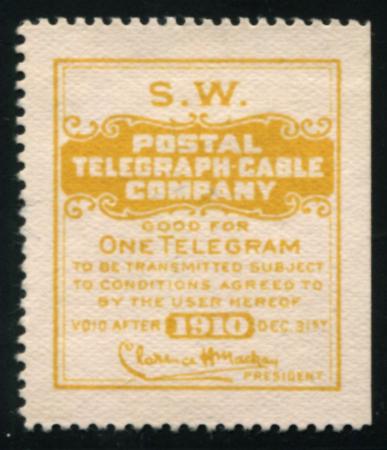 S.W.
POSTAL
TELEGRAPH-CABLE
COMPANY
GOOD FOR
ONE TELEGRAM
TO BE TRANSMITTED SUBJECT
TO CONDITIONS AGREED TO
BY THE USER HEREOF
VOID AFTER 1910 DEC. 31ST
Clarence H Mackay
PRESIDENT